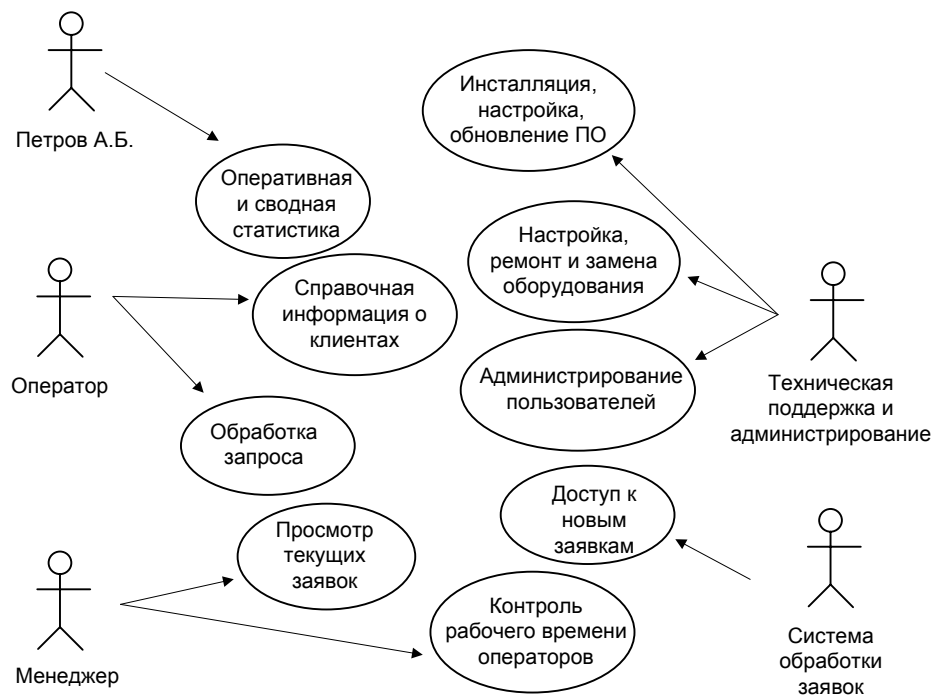 Петров А.Б.
Инсталляция,
настройка,
обновление ПО
Оперативная
и сводная
статистика
Настройка,
ремонт и замена
оборудования
Справочная
информация о
клиентах
Оператор
Администрирование
пользователей
Техническая
поддержка и
администрирование
Обработка
запроса
Доступ к
новым
заявкам
Просмотр
текущих
заявок
Контроль
рабочего времени
операторов
Менеджер
Система
обработки
заявок